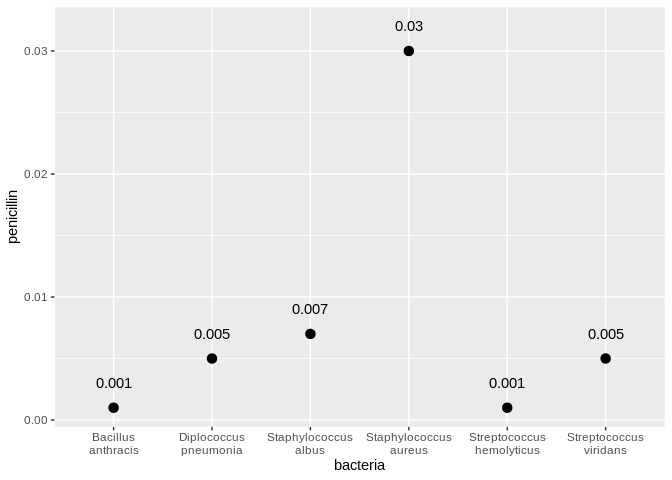 0.03
0.03
0.02
penicillin
0.01
0.007
0.005
0.005
0.001
0.001
0.00
Bacillus anthracis
Diplococcus pneumonia
Staphylococcus albus
Staphylococcus aureus
Streptococcus hemolyticus
Streptococcus viridans
bacteria